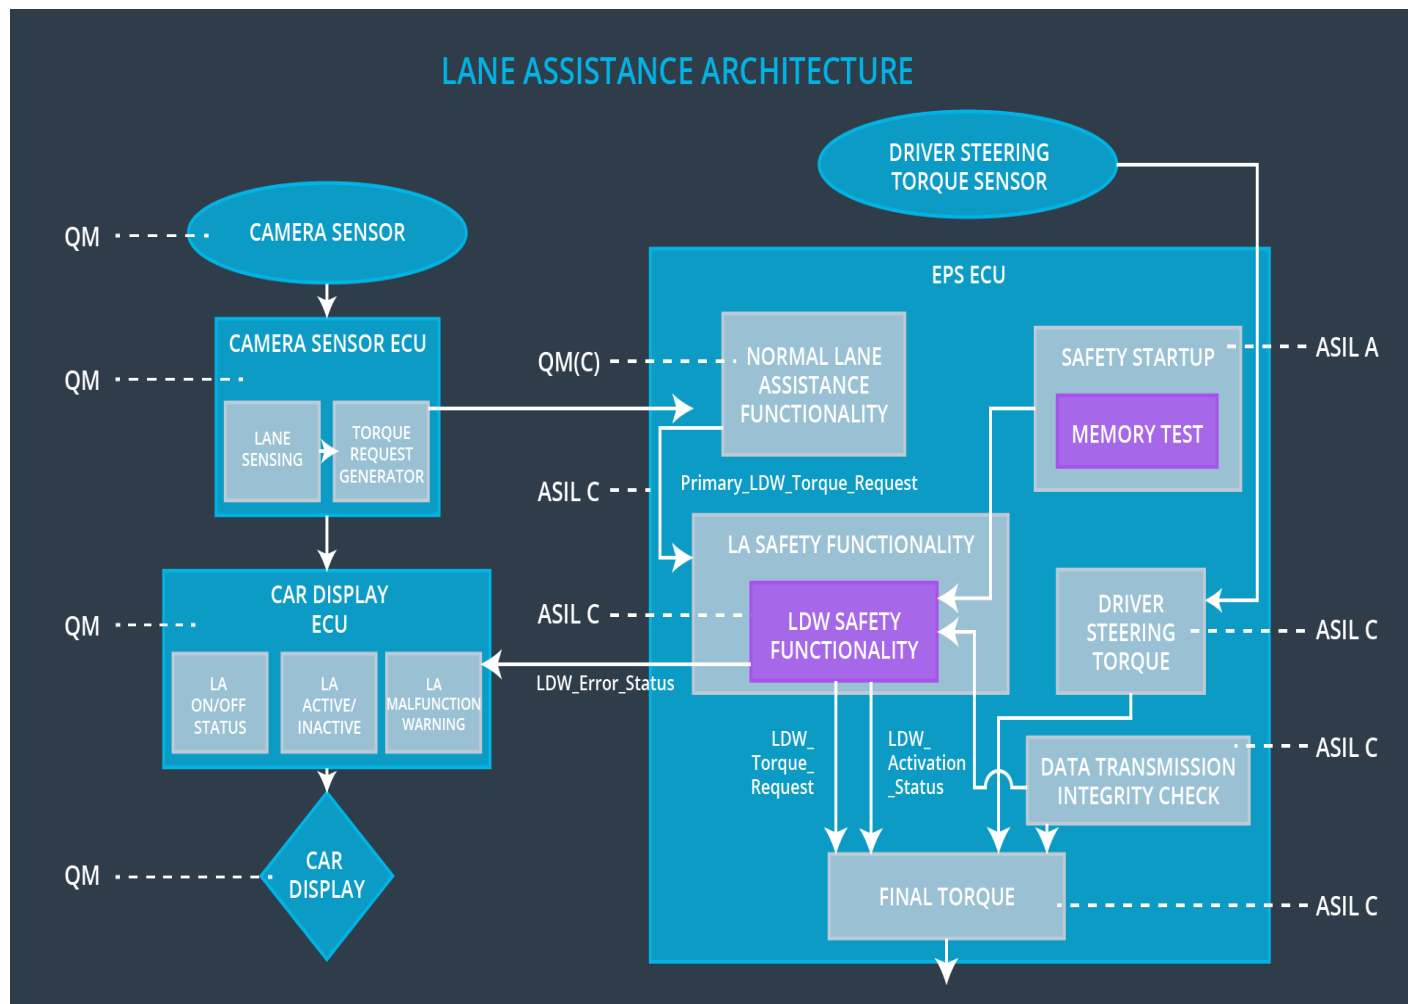 LANE ASSISTANCE ARCHITECTURE
DRIVER STEERING
TORQUE SENSOR
QM
CAMERA SENSOR
EPS ECU
CAMERA SENSOR ECU
QM
LANE
SENSING
TORQUE
REQUEST
GENERATOR
QM(C)
NORMAL LANE
ASSISTANCE
FUNCTIONALITY
SAFETY STARTUP
ASIL A
MEMORY TEST
ASIL C
Primary_LDW_Torque_Request
LA SAFETY FUNCTIONALITY
CAR DISPLAY
ECU
QM
LA
ON/OFF
STATUS
LA
ACTIVE/
INACTIVE
LA
MALFUNCTION
WARNING
ASIL C
LDW SAFETY
FUNCTIONALITY
LDW_Error_Status
DRIVER
STEERING
TORQUE
ASIL C
LDW_
Torque_
Request
LDW_
Activation
_Status
DATA TRANSMISSION
INTEGRITY CHECK
ASIL C
QM
CAR
DISPLAY
FINAL TORQUE
ASIL C